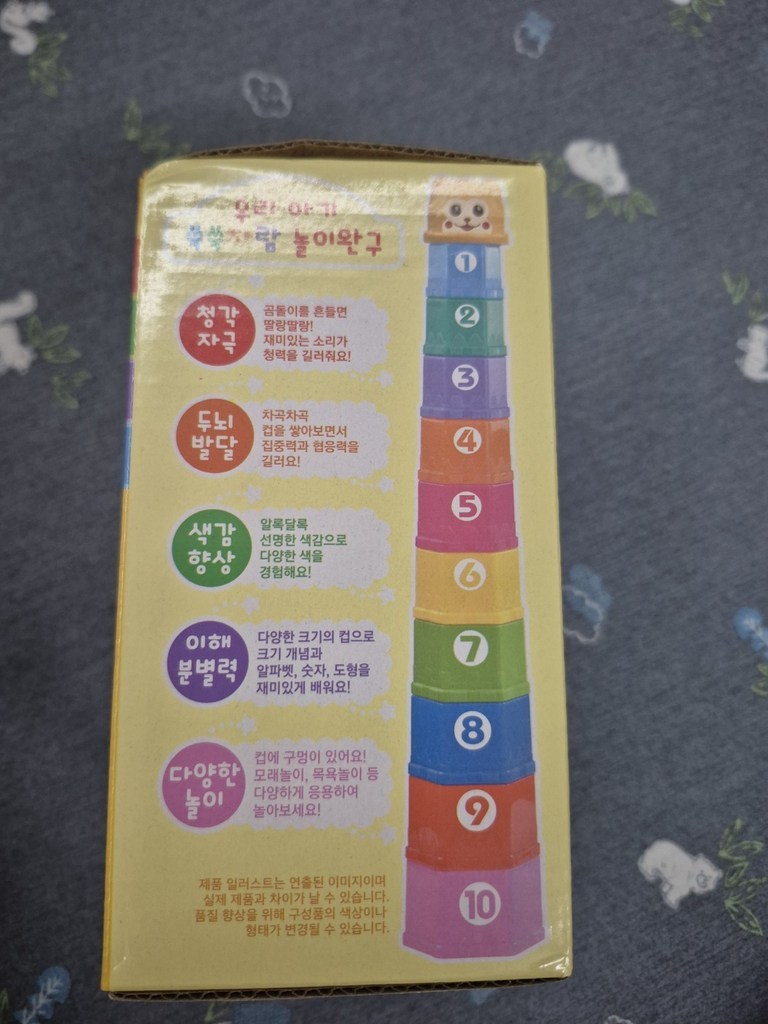 우리 아기
쑥쑥자람 놀이완구
청각
자극
곰돌이를 흔들면
딸랑딸랑!
재미있는 소리가
청력을 길러줘요!
두뇌
발달
차곡차곡
컵을 쌓아보면서
집중력과 협응력을
길러요!
색감
향상
알록달록
선명한 색감으로
다양한 색을
경험해요!
이해
분별력
다양한 크기의 컵으로
크기 개념과
알파벳, 숫자, 도형을
재미있게 배워요!
다양한
놀이
컵에 구멍이 있어요!
모래놀이, 목욕놀이 등
다양하게 응용하여
놀아보세요!
제품 일러스트는 연출된 이미지이며
실제 제품과 차이가 날 수 있습니다.
품질 향상을 위해 구성품의 색상이나
형태가 변경될 수 있습니다.
1
2
3
4
5
6
7
8
9
10